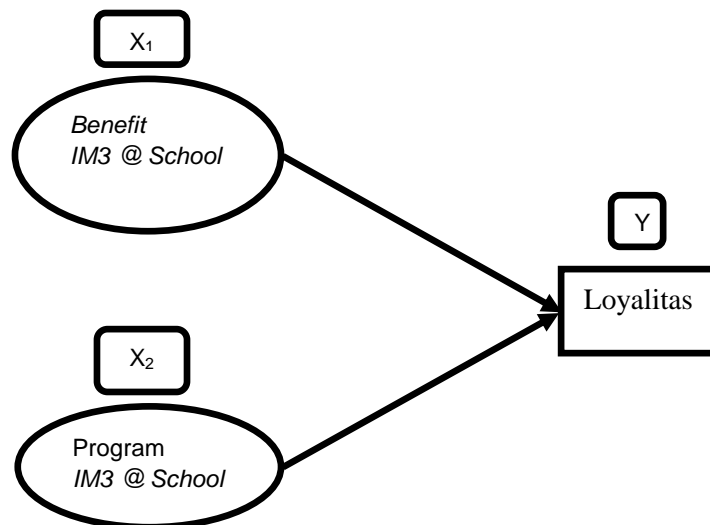 X₁
Benefit
IM3 @ School
Y
Loyalitas
X₂
Program
IM3 @ School